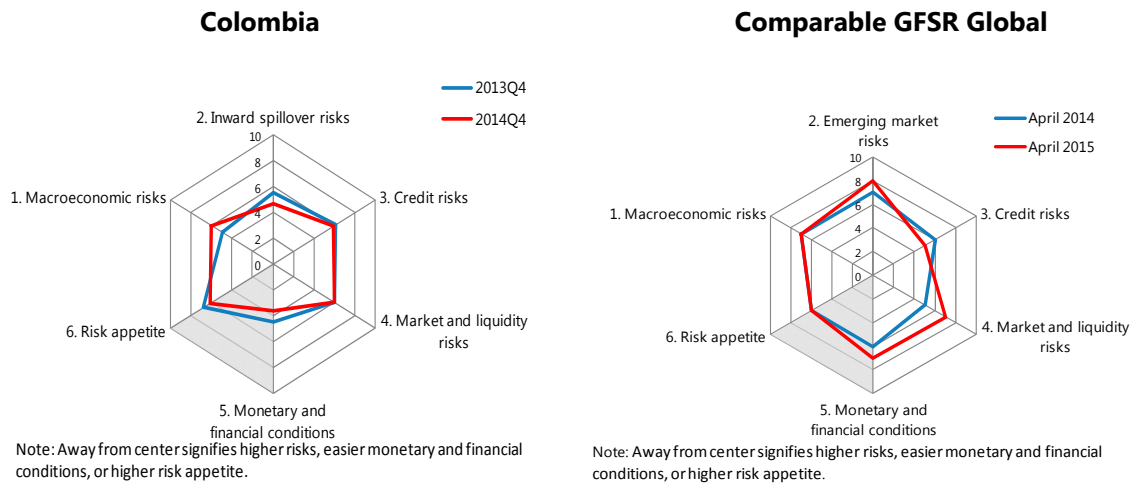 Colombia
2013Q4
2014Q4
2. Inward spillover risks
10
8
6
4
2
0
1. Macroeconomic risks
3. Credit risks
4. Market and liquidity
risks
6. Risk appetite
5. Monetary and
financial conditions
Note: Away from center signifies higher risks, easier monetary and financial
conditions, or higher risk appetite.
Comparable GFSR Global
April 2014
April 2015
2. Emerging market
risks
10
8
6
4
2
0
1. Macroeconomic risks
3. Credit risks
4. Market and liquidity
risks
6. Risk appetite
5. Monetary and
financial conditions
Note: Away from center signifies higher risks, easier monetary and financial
conditions, or higher risk appetite.